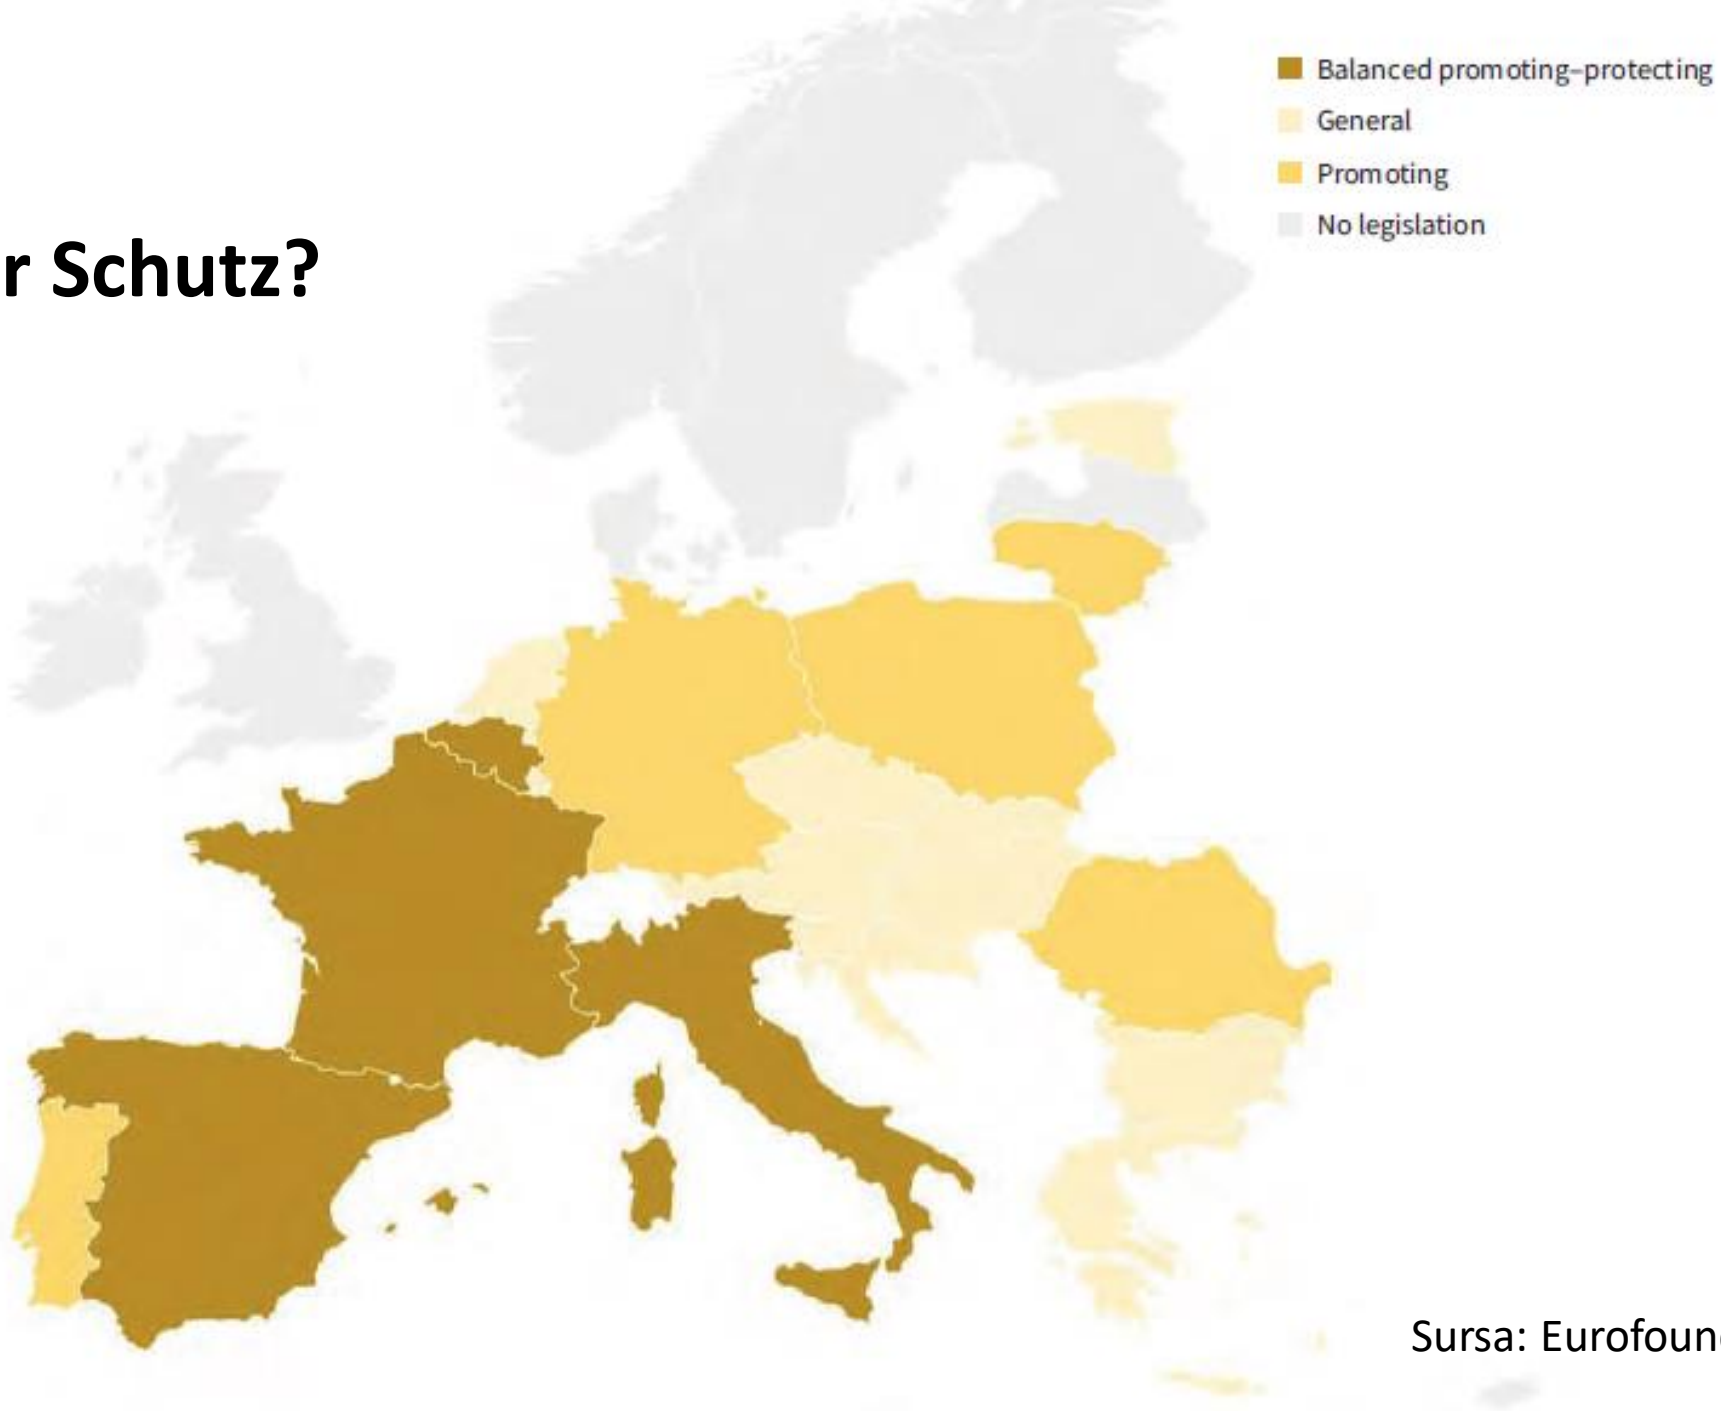 Balanced promoting–protecting
General
Promoting
No legislation
r Schutz?
Sursa: Eurofoun